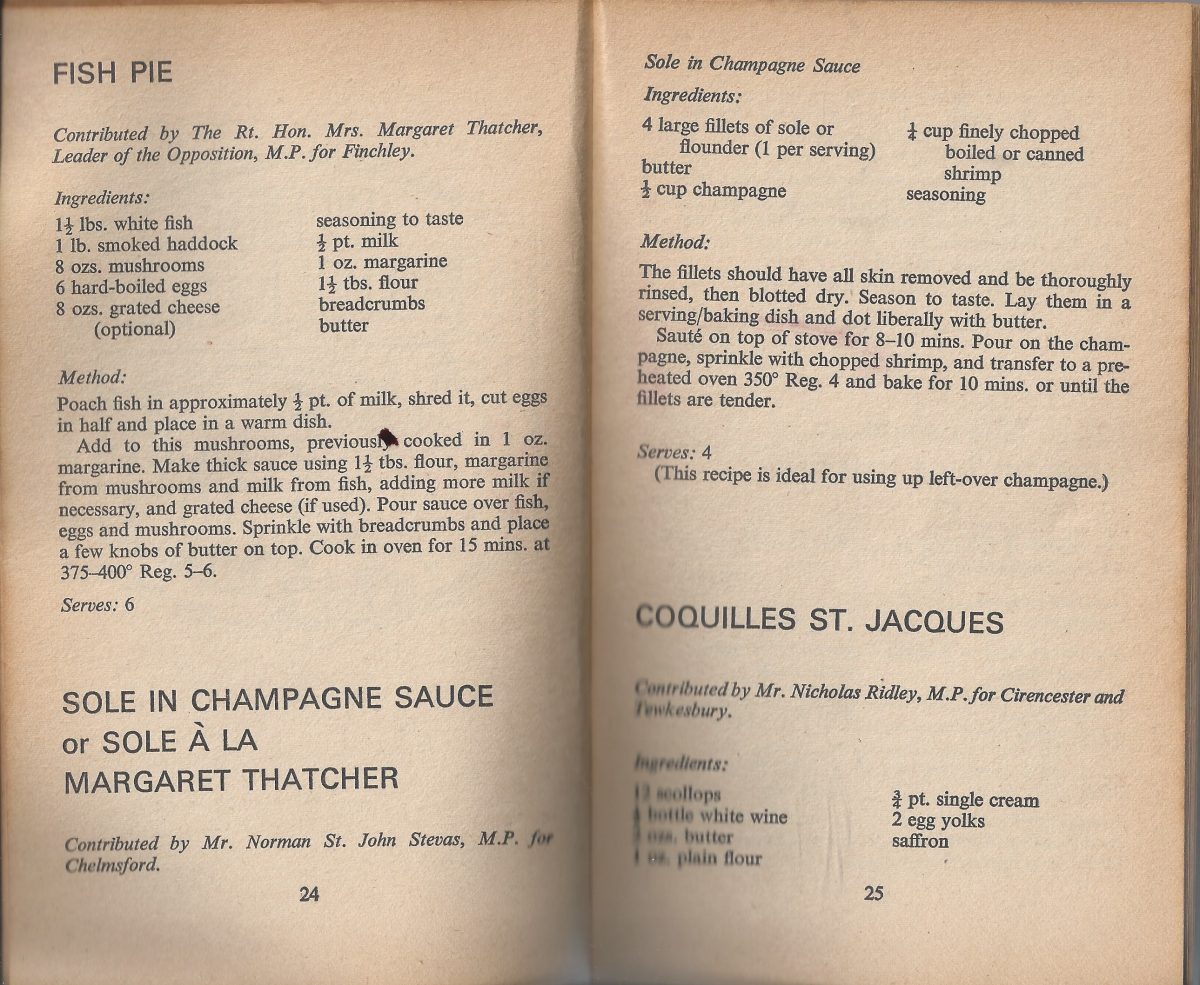 FISH PIE
Contributed by The Rt. Hon. Mrs. Margaret Thatcher,
Leader of the Opposition, M.P. for Finchley.
Ingredients:
1½ lbs. white fish
1 lb. smoked haddock
8 ozs. mushrooms
6 hard-boiled eggs
8 ozs. grated cheese
(optional)
seasoning to taste
½ pt. milk
1 oz. margarine
1½ tbs. flour
breadcrumbs
butter
Method:
Poach fish in approximately ½ pt. of milk, shred it, cut eggs
in half and place in a warm dish.
Add to this mushrooms, previously cooked in 1 oz.
margarine. Make thick sauce using 1½ tbs. flour, margarine
from mushrooms and milk from fish, adding more milk if
necessary, and grated cheese (if used). Pour sauce over fish,
eggs and mushrooms. Sprinkle with breadcrumbs and place
a few knobs of butter on top. Cook in oven for 15 mins. at
375–400° Reg. 5–6.
Serves: 6
SOLE IN CHAMPAGNE SAUCE
or SOLE À LA
MARGARET THATCHER
Contributed by Mr. Norman St. John Stevas, M.P. for
Chelmsford.
24
Sole in Champagne Sauce
Ingredients:
4 large fillets of sole or
flounder (1 per serving)
butter
½ cup champagne
cup finely chopped
boiled or canned
shrimp
seasoning
Method:
The fillets should have all skin removed and be thoroughly
rinsed, then blotted dry. Season to taste. Lay them in a
serving/baking dish and dot liberally with butter.
Sauté on top of stove for 8–10 mins. Pour on the cham-
pagne, sprinkle with chopped shrimp, and transfer to a pre-
heated oven 350° Reg. 4 and bake for 10 mins. or until the
fillets are tender.
Serves: 4
(This recipe is ideal for using up left-over champagne.)
COQUILLES ST. JACQUES
Contributed by Mr. Nicholas Ridley, M.P. for Cirencester and
Tewkesbury.
Ingredients:
scollops
bottle white wine
ozs. butter
oz. plain flour
¾ pt. single cream
2 egg yolks
saffron
25